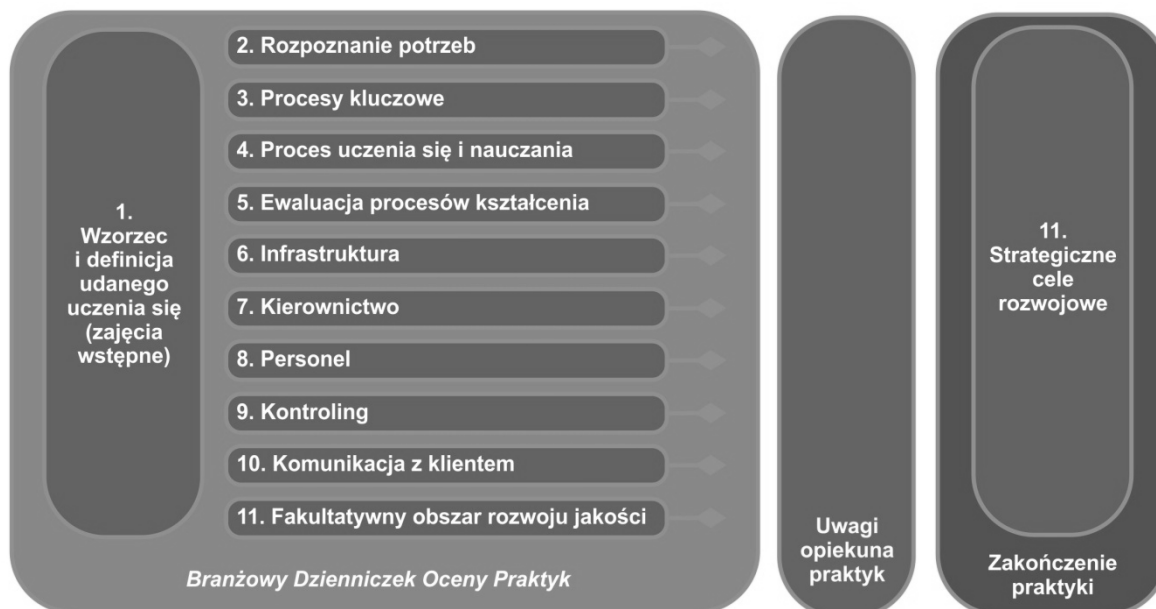 1.
Wzorzec
i definicja
udanego
uczenia się
(zajęcia
wstępne)
2. Rozpoznanie potrzeb
3. Procesy kluczowe
4. Proces uczenia się i nauczania
5. Ewaluacja procesów kształcenia
6. Infrastruktura
7. Kierownictwo
8. Personel
9. Kontroling
10. Komunikacja z klientem
11. Fakultatywny obszar rozwoju jakości
Branżowy Dzienniczek Oceny Praktyk
Uwagi
opiekuna
praktyk
11.
Strategiczne
cele
rozwojowe
Zakończenie
praktyki